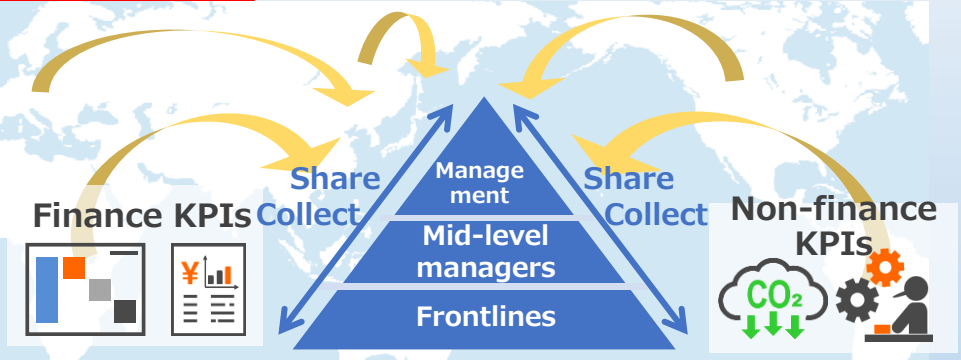 Manage
ment
Share
Collect
Share
Collect
Finance KPIs
Non-finance
KPIs
Mid-level
managers
¥
CO₂
Frontlines